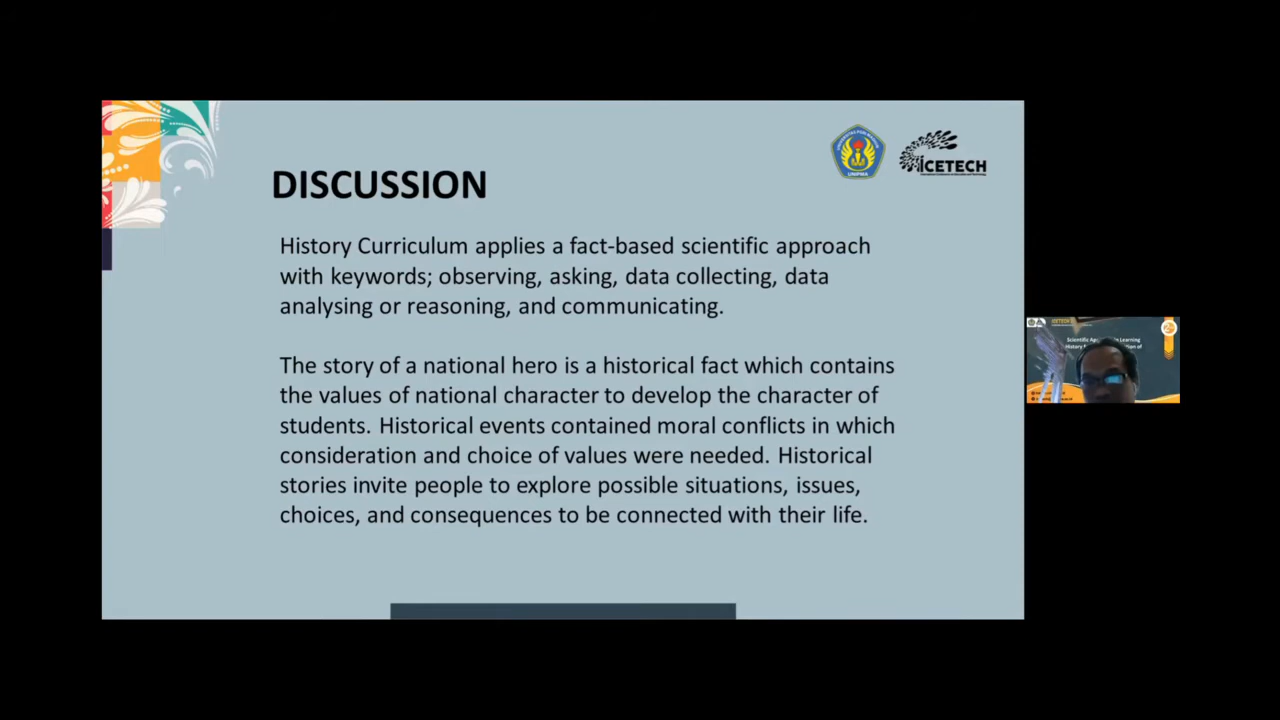 UNIPMA
ICETECH
DISCUSSION
History Curriculum applies a fact-based scientific approach
with keywords; observing, asking, data collecting, data
analysing or reasoning, and communicating.
The story of a national hero is a historical fact which contains
the values of national character to develop the character of
students. Historical events contained moral conflicts in which
consideration and choice of values were needed. Historical
stories invite people to explore possible situations, issues,
choices, and consequences to be connected with their life.